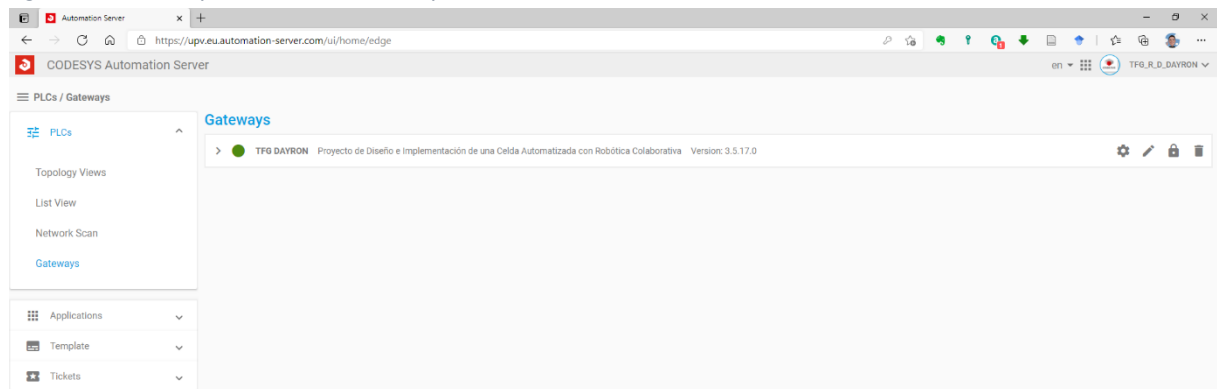 Automation Server
https://upv.eu.automation-server.com/ui/home/edge
CODESYS Automation Server
en
TFG_R_D_DAYRON
PLCs / Gateways
PLCs
Topology Views
List View
Network Scan
Gateways
Applications
Template
Tickets
Gateways
TFG DAYRON Proyecto de Diseño e Implementación de una Celda Automatizada con Robótica Colaborativa Version: 3.5.17.0